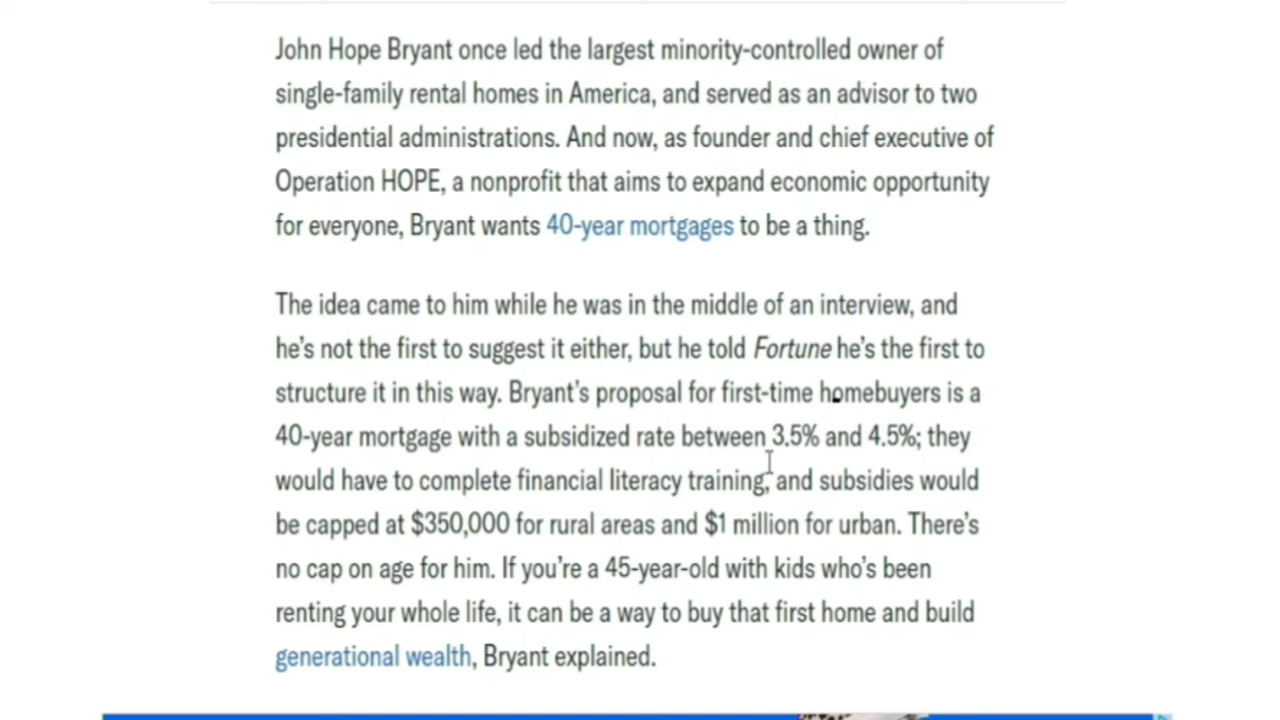 John Hope Bryant once led the largest minority-controlled owner of
single-family rental homes in America, and served as an advisor to two
presidential administrations. And now, as founder and chief executive of
Operation HOPE, a nonprofit that aims to expand economic opportunity
for everyone, Bryant wants 40-year mortgages to be a thing.
The idea came to him while he was in the middle of an interview, and
he's not the first to suggest it either, but he told Fortune he's the first to
structure it in this way. Bryant's proposal for first-time homebuyers is a
40-year mortgage with a subsidized rate between 3.5% and 4.5%; they
would have to complete financial literacy training, and subsidies would
be capped at $350,000 for rural areas and $1 million for urban. There's
no cap on age for him. If you're a 45-year-old with kids who's been
renting your whole life, it can be a way to buy that first home and build
generational wealth, Bryant explained.